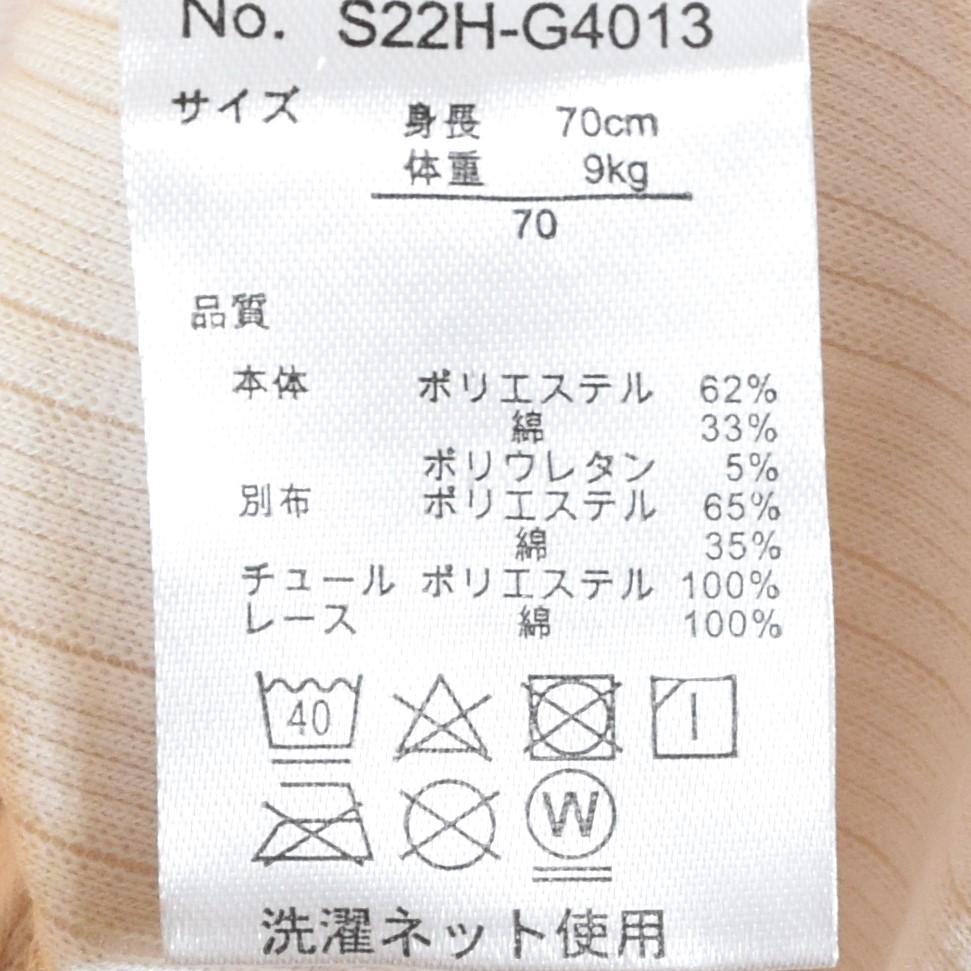 No. S22H-G4013
サイズ 身長 70cm
体重 9kg
70
品質
本体 ポリエステル 62%
綿 33%
ポリウレタン 5%
別布 ポリエステル 65%
綿 35%
チュール ポリエステル 100%
レース 綿 100%
40
W
洗濯ネット使用